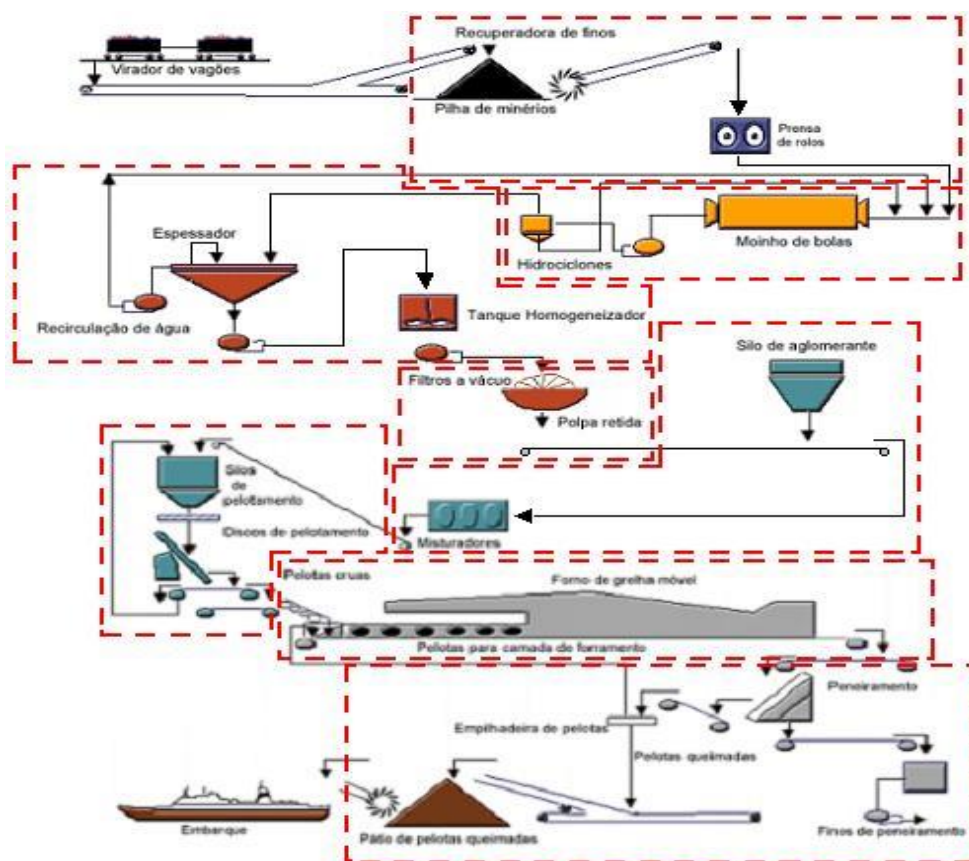 Recuperadora de finos
Virador de vagões
Pilha de minérios
Prensa
de rolos
Espessador
Moinho de bolas
Hidrociclones
Recirculação de água
Tanque Homogeneizador
Silo de aglomerante
Filtros a vácuo
Polpa retida
Silos
de
pelotamento
Discos de pelotamento
Misturadores
Pelotas cruas
Forno de grelha móvel
Pelotas para camada de forramento
Peneiramento
Empilhadeira de pelotas
Pelotas queimadas
Embarque
Pátio de pelotas queimadas
Finos de peneiramento